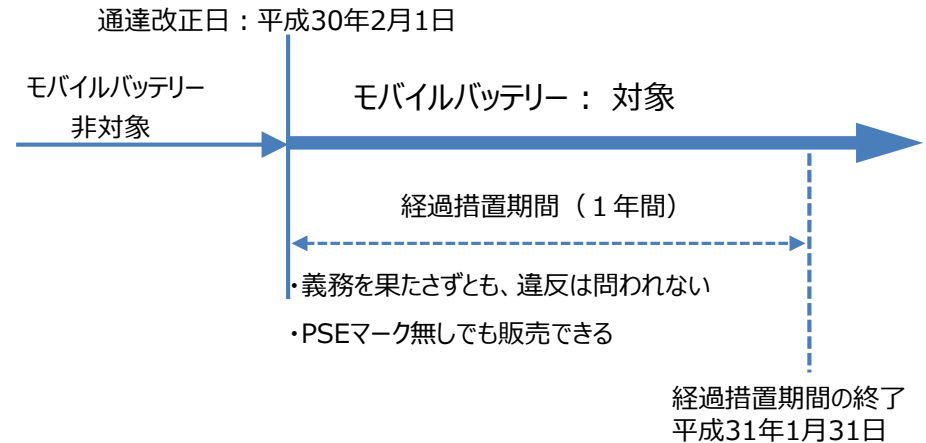 通達改正日：平成30年2月1日
モバイルバッテリー
非対象
モバイルバッテリー： 対象
経過措置期間（１年間）
・義務を果たさずとも、違反は問われない
・PSEマーク無しでも販売できる
経過措置期間の終了
平成31年1月31日